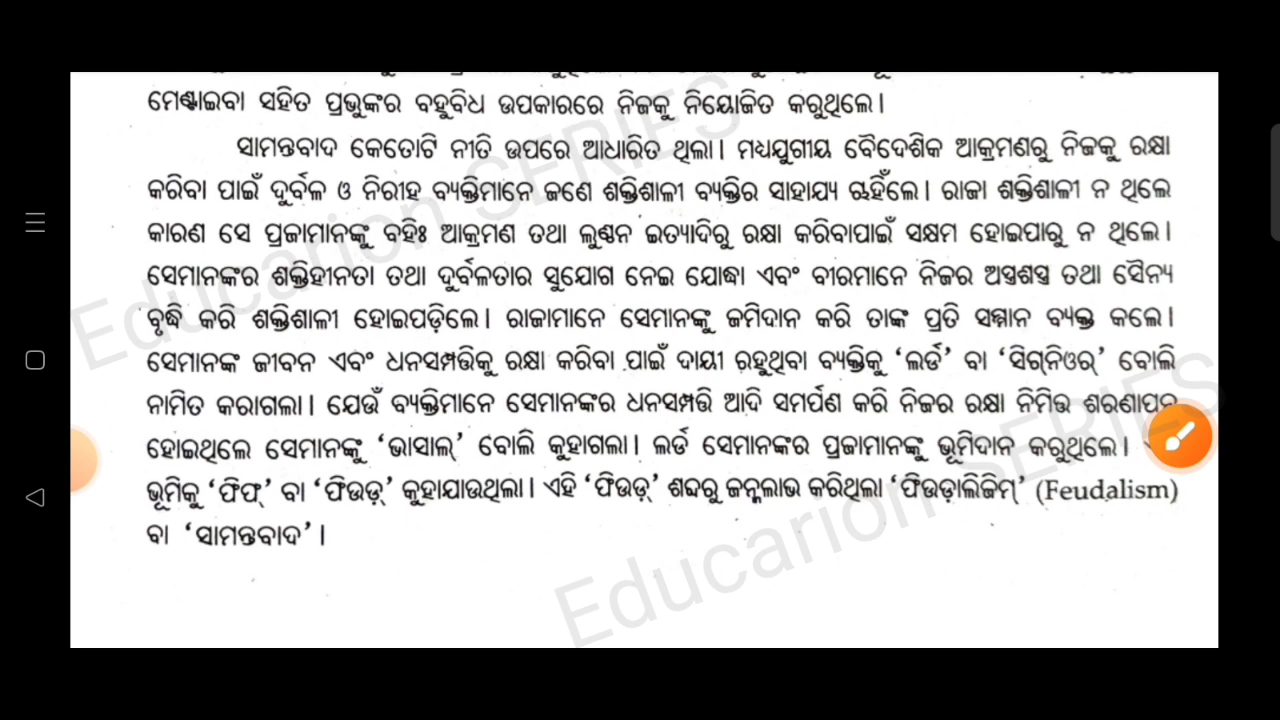 ମେଣ୍ଟାଇବା ସହିତ ପ୍ରଭୁଙ୍କର ବହୁବିଧ ଉପକାରରେ ନିଜକୁ ନିୟୋଜିତ କରୁଥିଲେ।
ସାମନ୍ତବାଦ କେତୋଟି ନୀତି ଉପରେ ଆଧାରିତ ଥିଲା। ମଧ୍ୟଯୁଗୀୟ ବୈଦେଶିକ ଆକ୍ରମଣରୁ ନିଜକୁ ରକ୍ଷା
କରିବା ପାଇଁ ଦୁର୍ବଳ ଓ ନିରୀହ ବ୍ୟକ୍ତିମାନେ ଜଣେ ଶକ୍ତିଶାଳୀ ବ୍ୟକ୍ତିର ସାହାଯ୍ୟ ଚାହିଁଲେ। ରାଜା ଶକ୍ତିଶାଳୀ ନ ଥିଲେ
କାରଣ ସେ ପ୍ରଜାମାନଙ୍କୁ ବହିଃ ଆକ୍ରମଣ ତଥା ଲୁଣ୍ଠନ ଇତ୍ୟାଦିରୁ ରକ୍ଷା କରିବାପାଇଁ ସକ୍ଷମ ହୋଇପାରୁ ନ ଥିଲେ।
ସେମାନଙ୍କର ଶକ୍ତିହୀନତା ତଥା ଦୁର୍ବଳତାର ସୁଯୋଗ ନେଇ ଯୋଦ୍ଧା ଏବଂ ବୀରମାନେ ନିଜର ଅସ୍ତ୍ରଶସ୍ତ୍ର ତଥା ସୈନ୍ୟ
ବୃଦ୍ଧି କରି ଶକ୍ତିଶାଳୀ ହୋଇପଡ଼ିଲେ। ରାଜାମାନେ ସେମାନଙ୍କୁ ଜମିଦାନ କରି ତାଙ୍କ ପ୍ରତି ସମ୍ମାନ ବ୍ୟକ୍ତ କଲେ।
ସେମାନଙ୍କ ଜୀବନ ଏବଂ ଧନସମ୍ପତ୍ତିକୁ ରକ୍ଷା କରିବା ପାଇଁ ଦାୟୀ ରହୁଥିବା ବ୍ୟକ୍ତିକୁ ‘ଲର୍ଡ’ ବା ‘ସିଗ୍‌ନିଓର୍’ ବୋଲି
ନାମିତ କରାଗଲା। ଯେଉଁ ବ୍ୟକ୍ତିମାନେ ସେମାନଙ୍କର ଧନସମ୍ପତ୍ତି ଆଦି ସମର୍ପଣ କରି ନିଜର ରକ୍ଷା ନିମିତ୍ତ ଶରଣାପନ୍ନ
ହୋଇଥିଲେ ସେମାନଙ୍କୁ ‘ଭାସାଲ୍’ ବୋଲି କୁହାଗଲା। ଲର୍ଡ ସେମାନଙ୍କର ପ୍ରଜାମାନଙ୍କୁ ଭୂମିଦାନ କରୁଥିଲେ।
ଭୂମିକୁ ‘ଫିଫ୍’ ବା ‘ଫିଉଡ଼୍’ କୁହାଯାଉଥିଲା। ଏହି ‘ଫିଉଡ଼୍’ ଶବ୍ଦରୁ ଜନ୍ମଲାଭ କରିଥିଲା ‘ଫିଉଡ଼ାଲିଜିମ୍’ (Feudalism)
ବା ‘ସାମନ୍ତବାଦ’।
Educarion SERIES
Educarion SERIES